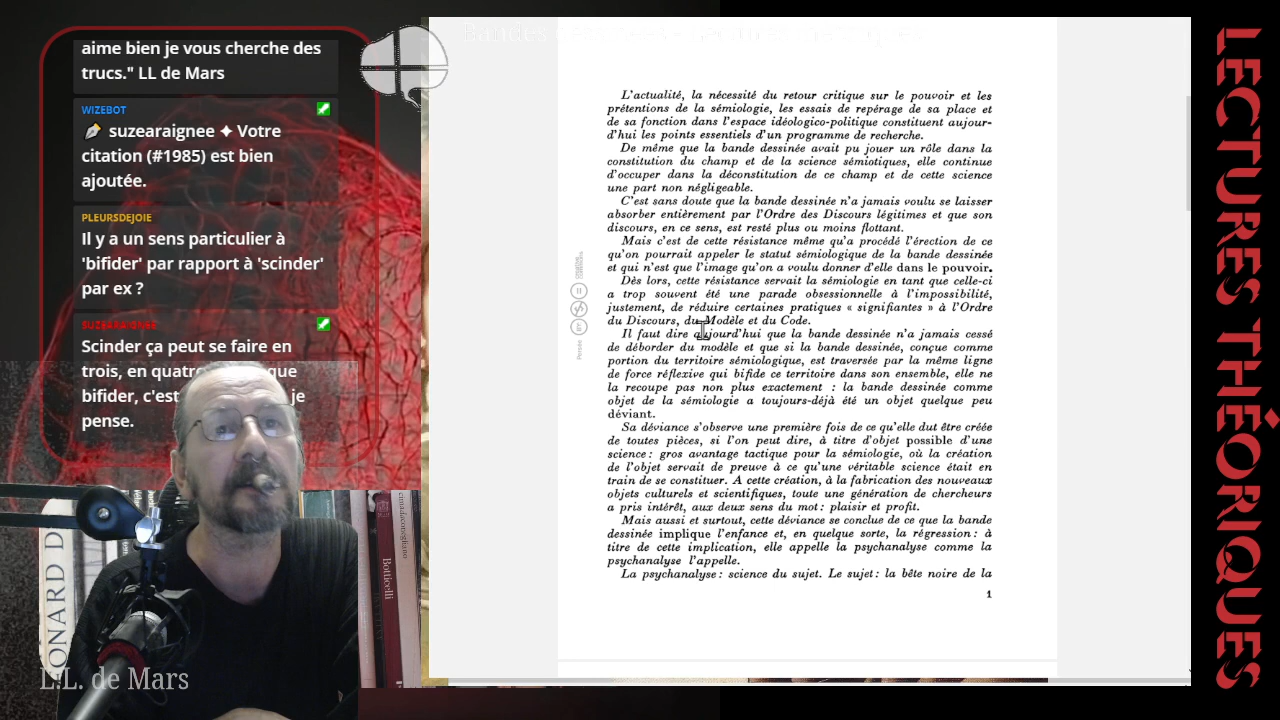 aime bien je vous cherche des
trucs." LL de Mars
WIZEBOT
suzearaignee ✦ Votre
citation (#1985) est bien
ajoutée.
PLEURSDEJOIE
Il y a un sens particulier à
'bifider' par rapport à 'scinder'
par ex ?
SUZEARAIGNEE
Scinder ça peut se faire en
trois, en quatre que
bifider, c'est je
pense.
ONARD D
Botticelli
L.L. de Mars
L'actualité, la nécessité du retour critique sur le pouvoir et les
prétentions de la sémiologie, les essais de repérage de sa place et
de sa fonction dans l'espace idéologico-politique constituent aujour-
d'hui les points essentiels d'un programme de recherche.
De même que la bande dessinée avait pu jouer un rôle dans la
constitution du champ et de la science sémiotiques, elle continue
d'occuper dans la déconstitution de ce champ et de cette science
une part non négligeable.
C'est sans doute que la bande dessinée n'a jamais voulu se laisser
absorber entièrement par l'Ordre des Discours légitimes et que son
discours, en ce sens, est resté plus ou moins flottant.
Mais c'est de cette résistance même qu'a procédé l'érection de ce
qu'on pourrait appeler le statut sémiologique de la bande dessinée
et qui n'est que l'image qu'on a voulu donner d'elle dans le pouvoir.
Dès lors, cette résistance servait la sémiologie en tant que celle-ci
a trop souvent été une parade obsessionnelle à l'impossibilité,
justement, de réduire certaines pratiques « signifiantes » à l'Ordre
du Discours, du Modèle et du Code.
Il faut dire aujourd'hui que la bande dessinée n'a jamais cessé
de déborder du modèle et que si la bande dessinée, conçue comme
portion du territoire sémiologique, est traversée par la même ligne
de force réflexive qui bifide ce territoire dans son ensemble, elle ne
la recoupe pas non plus exactement : la bande dessinée comme
objet de la sémiologie a toujours-déjà été un objet quelque peu
déviant.
Sa déviance s'observe une première fois de ce qu'elle dut être créée
de toutes pièces, si l'on peut dire, à titre d'objet possible d'une
science : gros avantage tactique pour la sémiologie, où la création
de l'objet servait de preuve à ce qu'une véritable science était en
train de se constituer. A cette création, à la fabrication des nouveaux
objets culturels et scientifiques, toute une génération de chercheurs
a pris intérêt, aux deux sens du mot : plaisir et profit.
Mais aussi et surtout, cette déviance se conclue de ce que la bande
dessinée implique l'enfance et, en quelque sorte, la régression : à
titre de cette implication, elle appelle la psychanalyse comme la
psychanalyse l'appelle.
La psychanalyse : science du sujet. Le sujet : la bête noire de la
1
Persée
BY
LECTURES THÉORIQUES